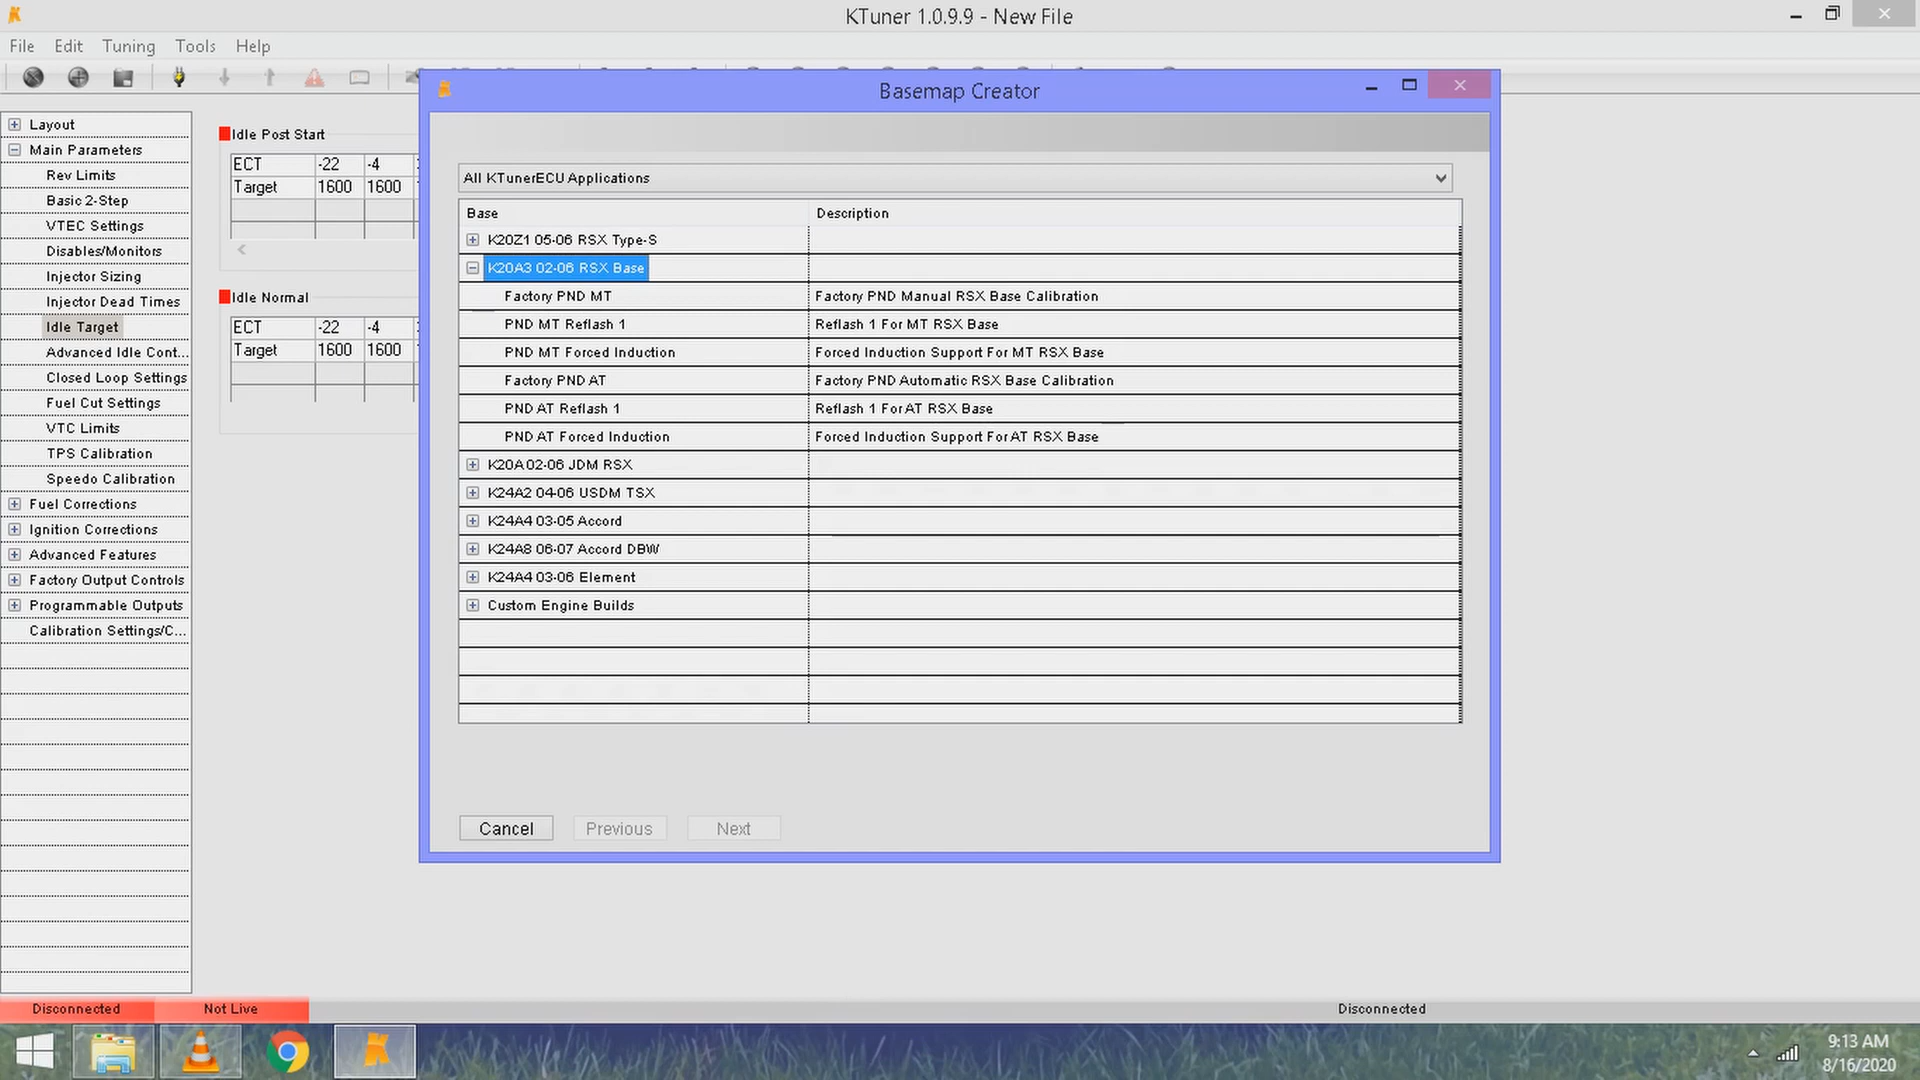 KTuner 1.0.9.9 - New File
File Edit Tuning Tools Help
Basemap Creator
Layout
Main Parameters
Rev Limits
Basic 2-Step
VTEC Settings
Disables/Monitors
Injector Sizing
Injector Dead Times
Idle Target
Advanced Idle Cont...
Closed Loop Settings
Fuel Cut Settings
VTC Limits
TPS Calibration
Speedo Calibration
Fuel Corrections
Ignition Corrections
Advanced Features
Factory Output Controls
Programmable Outputs
Calibration Settings/C...
Idle Post Start
ECT -22 -4
Target 1600 1600
Idle Normal
ECT -22 -4
Target 1600 1600
All KTunerECU Applications
Base Description
K20Z1 05-06 RSX Type-S
K20A3 02-06 RSX Base
Factory PND MT Factory PND Manual RSX Base Calibration
PND MT Reflash 1 Reflash 1 For MT RSX Base
PND MT Forced Induction Forced Induction Support For MT RSX Base
Factory PND AT Factory PND Automatic RSX Base Calibration
PND AT Reflash 1 Reflash 1 For AT RSX Base
PND AT Forced Induction Forced Induction Support For AT RSX Base
K20A 02-06 JDM RSX
K24A2 04-06 USDM TSX
K24A4 03-05 Accord
K24A8 06-07 Accord DBW
K24A4 03-06 Element
Custom Engine Builds
Cancel Previous Next
Disconnected Not Live Disconnected
9:13 AM
8/16/2020